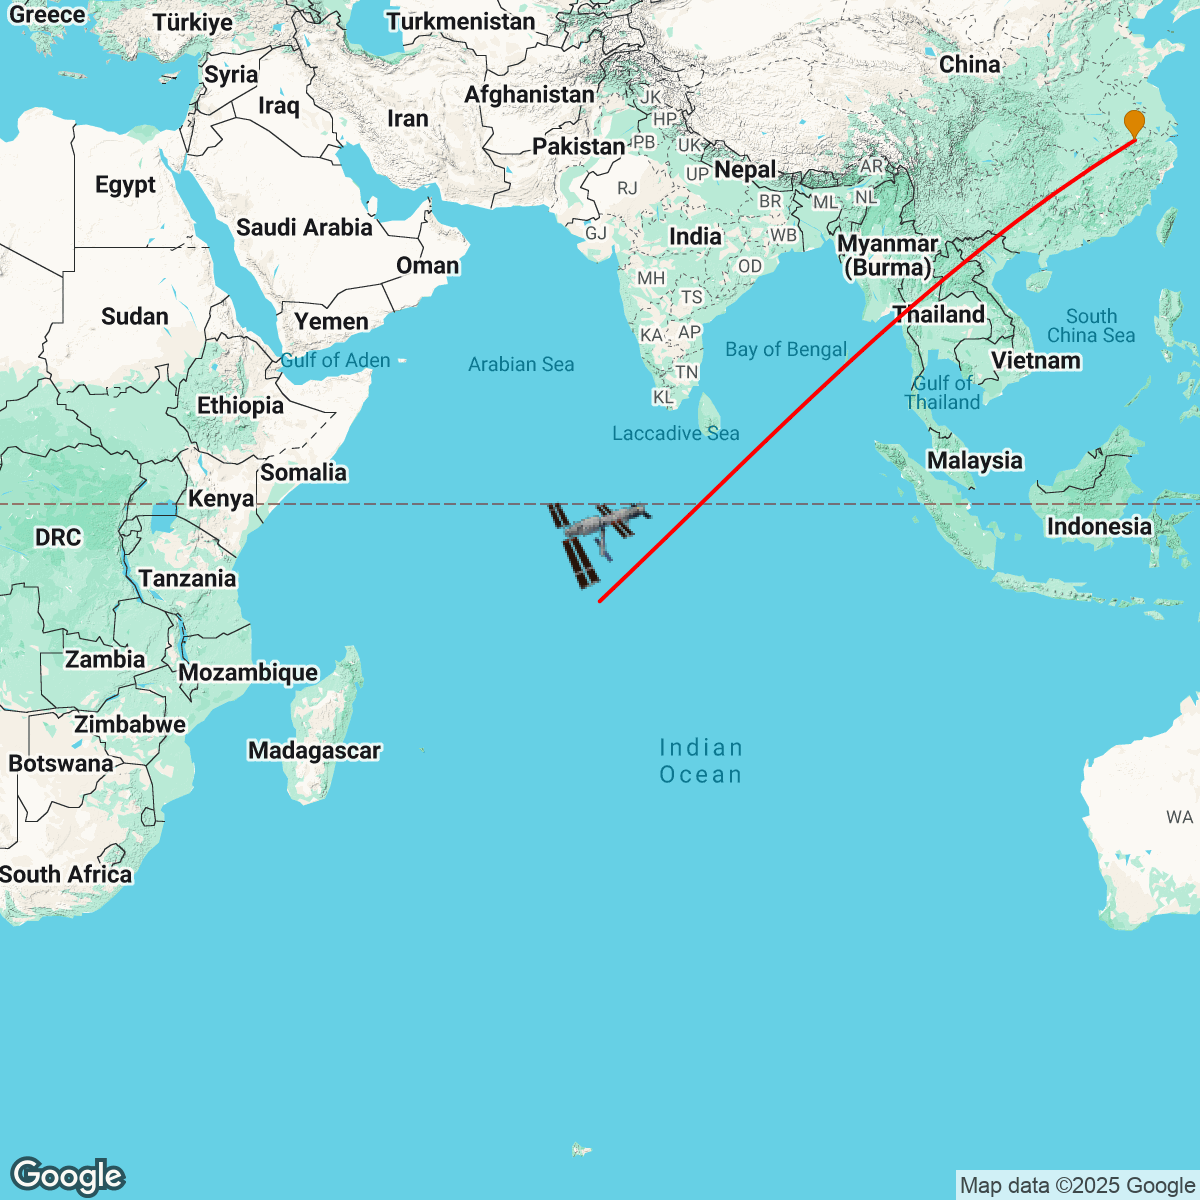 Greece
Türkiye
Turkmenistan
China
Syria
Afghanistan
JK
Iraq
Iran
HP
Pakistan
PB
UK
Nepal
AR
UP
Egypt
RJ
BR
ML
NL
Saudi Arabia
GJ
India
WB
Myanmar
(Burma)
Oman
OD
MH
TS
Sudan
Yemen
Thailand
South
China Sea
KA
AP
Bay of Bengal
Gulf of Aden
Arabian Sea
Vietnam
TN
Gulf of
Thailand
KL
Ethiopia
Laccadive Sea
Malaysia
Somalia
Kenya
DRC
Indonesia
Tanzania
Zambia
Mozambique
Zimbabwe
Madagascar
Indian
Ocean
Botswana
WA
South Africa
Google
Map data ©2025 Google